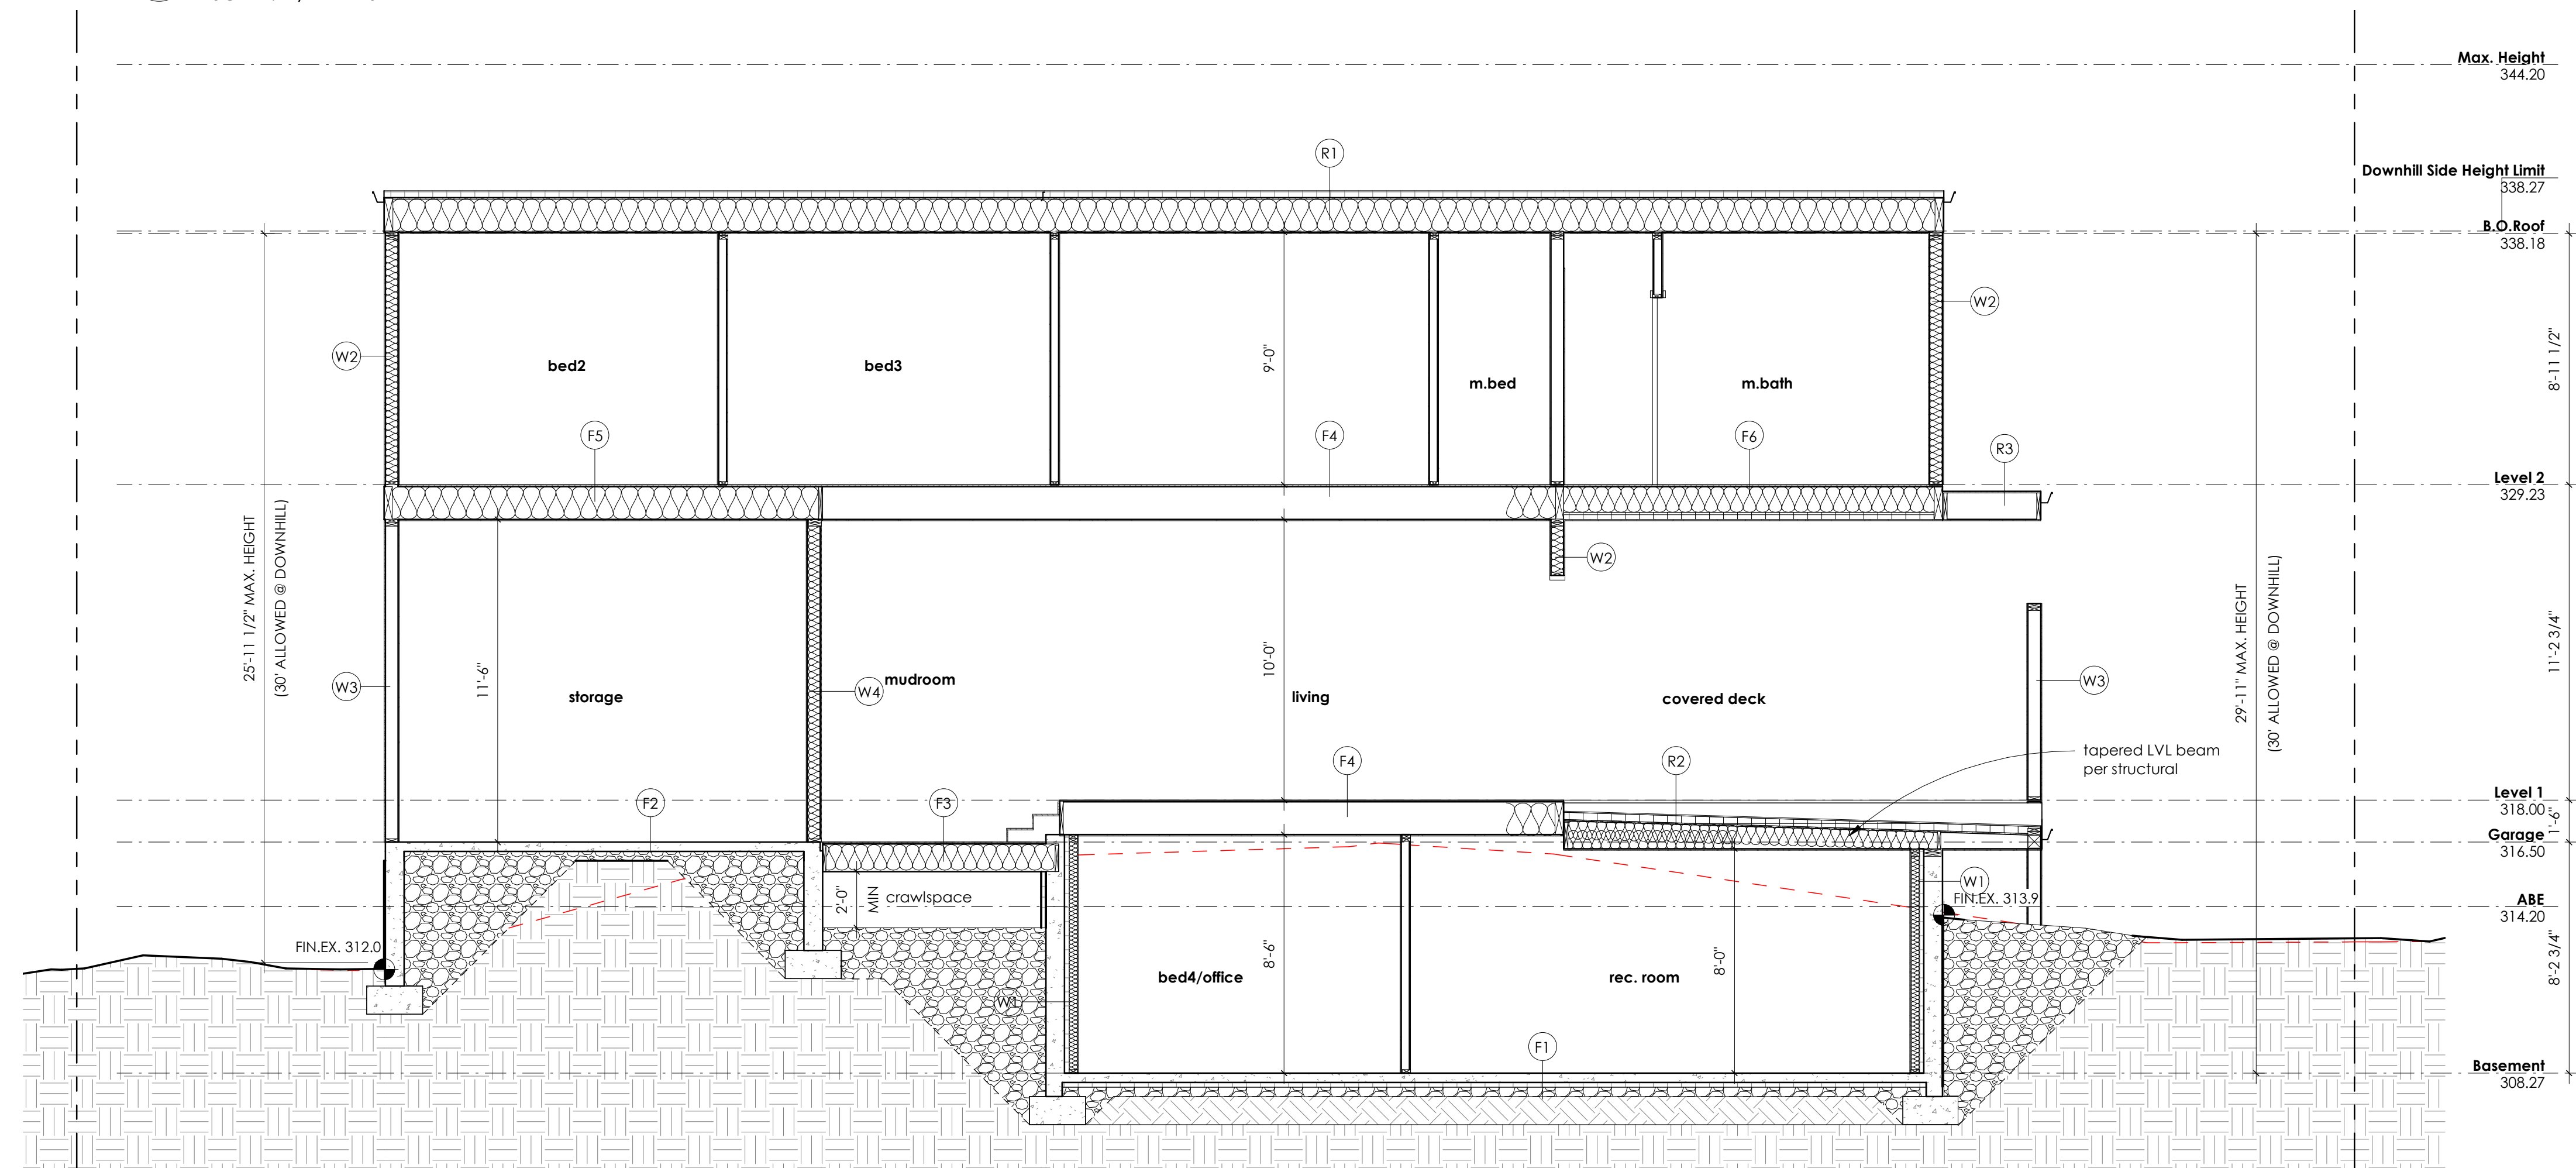 Max. Height
344.20
R1
Downhill Side Height Limit
338.27
B.O.Roof
338.18
W2
W2
bed2
bed3
9'-0"
m.bed
m.bath
8'-11 1/2"
F5
F4
F6
R3
Level 2
329.23
25'-11 1/2" MAX. HEIGHT
(30' ALLOWED @ DOWNHILL)
W2
29'-11" MAX. HEIGHT
(30' ALLOWED @ DOWNHILL)
11'-2 3/4"
W3
11'-6"
storage
W4
mudroom
10'-0"
living
covered deck
W3
tapered LVL beam
per structural
F2
F3
F4
R2
Level 1
318.00
1'-6"
Garage
316.50
2'-0"
MIN
crawlspace
W1
FIN.EX. 313.9
ABE
314.20
FIN.EX. 312.0
W1
bed4/office
8'-6"
rec. room
8'-0"
8'-2 3/4"
F1
Basement
308.27